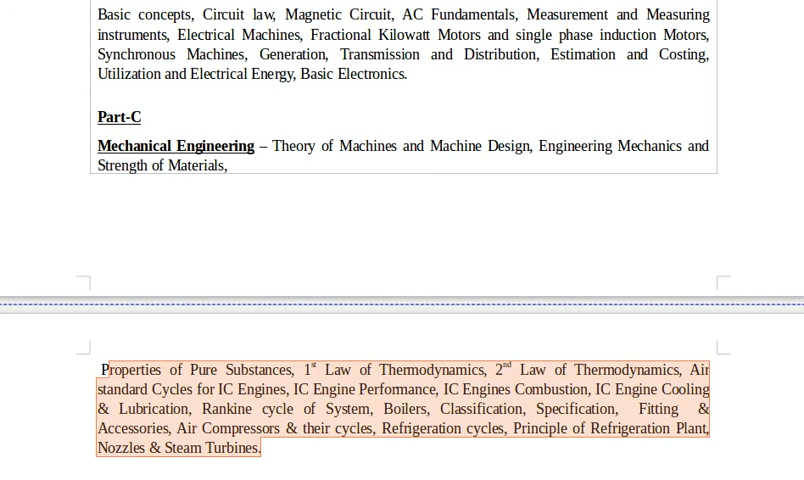 Basic concepts, Circuit law, Magnetic Circuit, AC Fundamentals, Measurement and Measuring
instruments, Electrical Machines, Fractional Kilowatt Motors and single phase induction Motors,
Synchronous Machines, Generation, Transmission and Distribution, Estimation and Costing,
Utilization and Electrical Energy, Basic Electronics.
Part-C
Mechanical Engineering – Theory of Machines and Machine Design, Engineering Mechanics and
Strength of Materials,
Properties of Pure Substances, 1st Law of Thermodynamics, 2nd Law of Thermodynamics, Air
standard Cycles for IC Engines, IC Engine Performance, IC Engines Combustion, IC Engine Cooling
& Lubrication, Rankine cycle of System, Boilers, Classification, Specification, Fitting &
Accessories, Air Compressors & their cycles, Refrigeration cycles, Principle of Refrigeration Plant,
Nozzles & Steam Turbines.